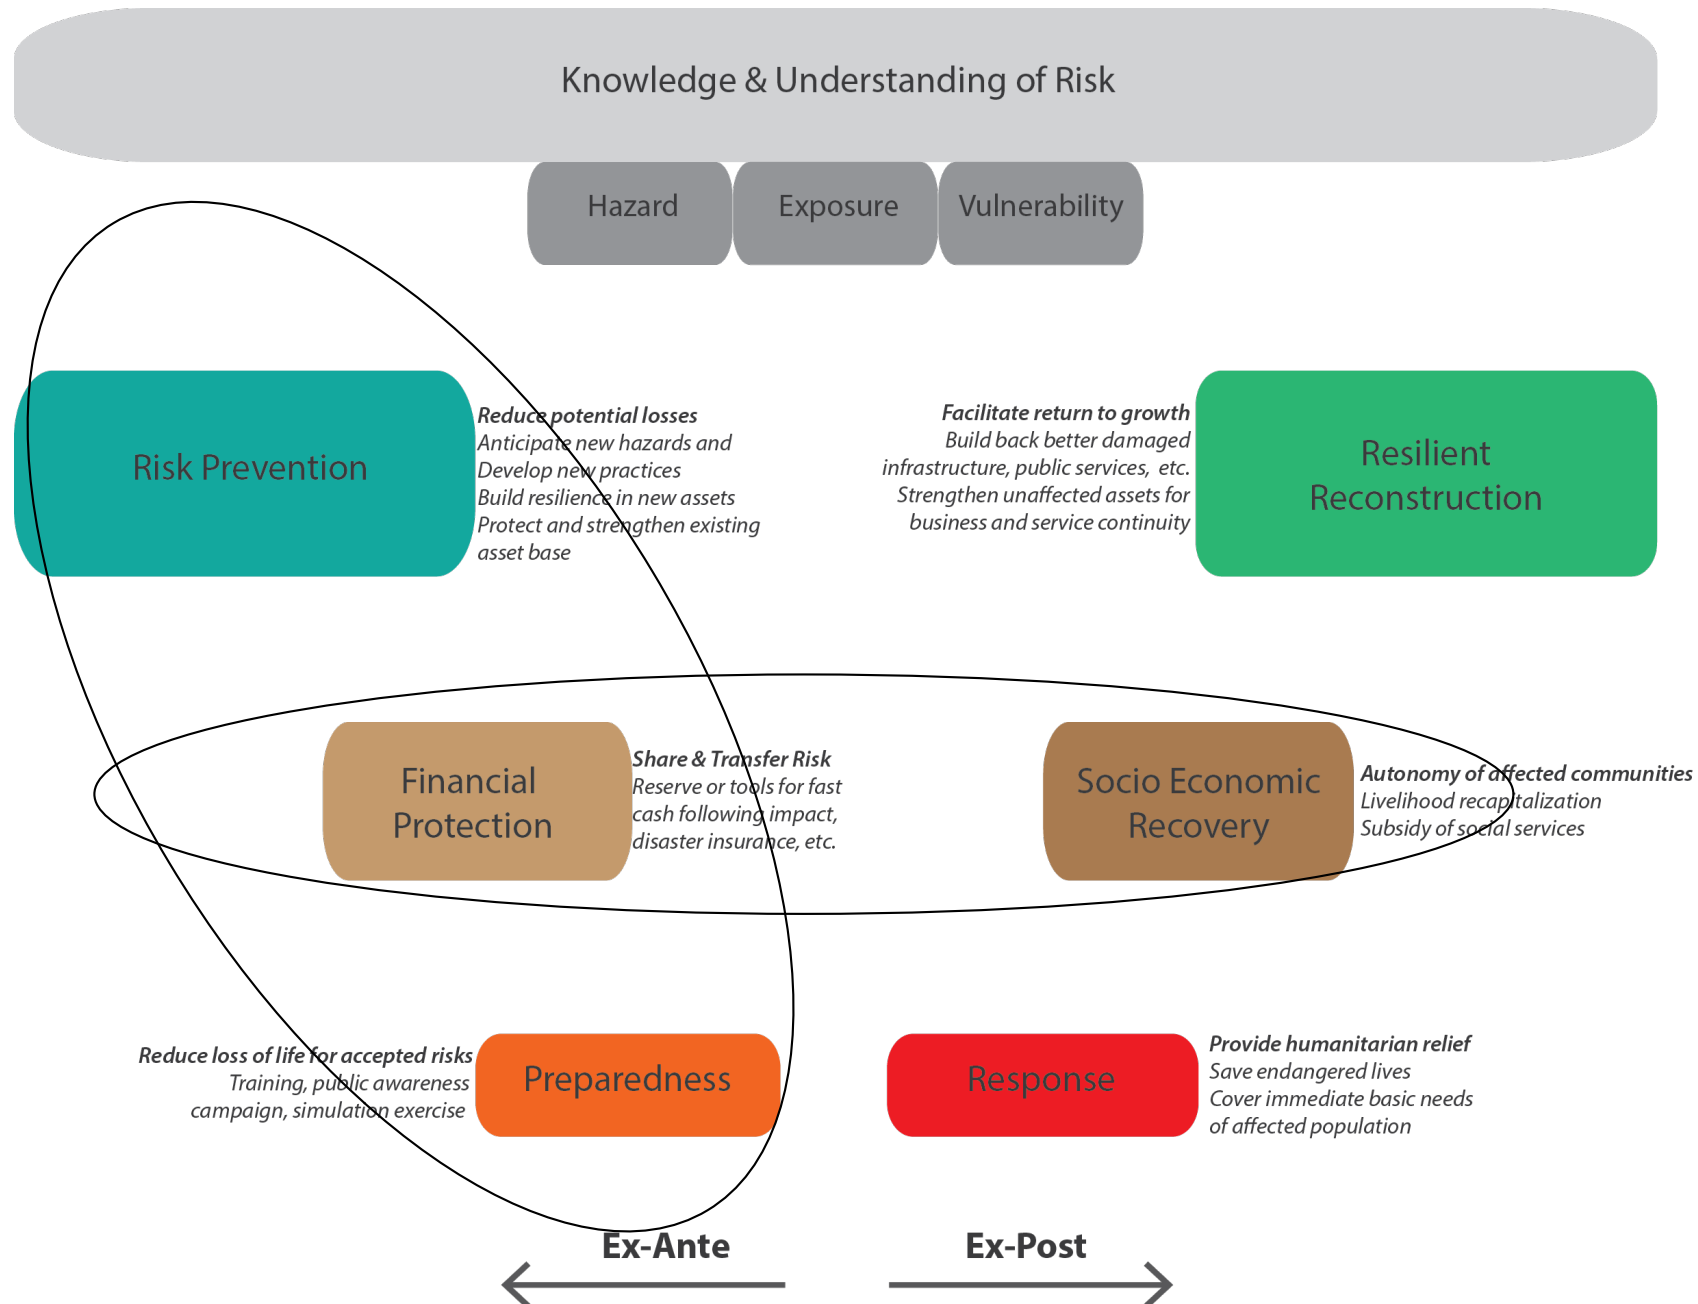 Knowledge & Understanding of Risk
Hazard
Exposure
Vulnerability
Risk Prevention
Reduce potential losses
Anticipate new hazards and
Develop new practices
Build resilience in new assets
Protect and strengthen existing
asset base
Facilitate return to growth
Build back better damaged
infrastructure, public services, etc.
Strengthen unaffected assets for
business and service continuity
Resilient
Reconstruction
Financial
Protection
Share & Transfer Risk
Reserve or tools for fast
cash following impact,
disaster insurance, etc.
Socio Economic
Recovery
Autonomy of affected communities
Livelihood recapitalization
Subsidy of social services
Reduce loss of life for accepted risks
Training, public awareness
campaign, simulation exercise
Preparedness
Response
Provide humanitarian relief
Save endangered lives
Cover immediate basic needs
of affected population
Ex-Ante
Ex-Post